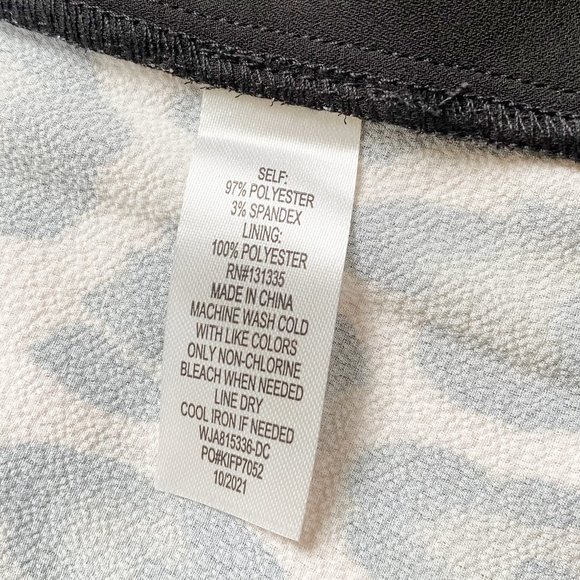 SELF:
97% POLYESTER
3% SPANDEX
LINING:
100% POLYESTER
RN#131335
MADE IN CHINA
MACHINE WASH COLD
WITH LIKE COLORS
ONLY NON-CHLORINE
BLEACH WHEN NEEDED
LINE DRY
COOL IRON IF NEEDED
WJA815336-DC
PO#KIFP7052
10/2021